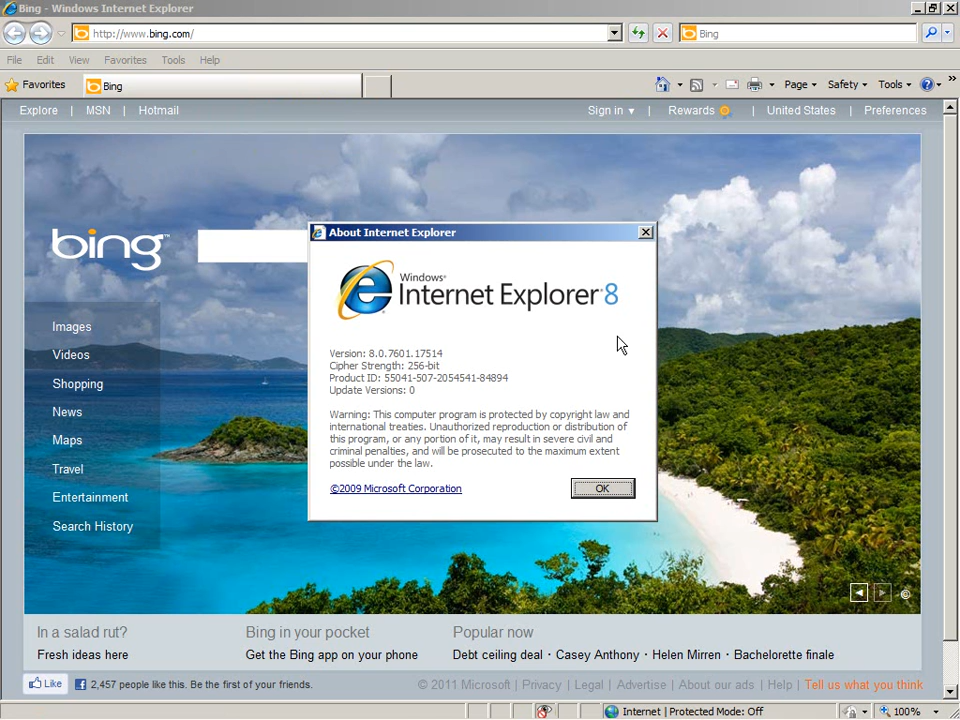 Bing - Windows Internet Explorer
http://www.bing.com/
Bing
File Edit View Favorites Tools Help
Favorites Bing Page Safety Tools
Explore | MSN | Hotmail Sign in | Rewards | United States | Preferences
bing™
About Internet Explorer
Windows®
Internet Explorer 8
Version: 8.0.7601.17514
Cipher Strength: 256-bit
Product ID: 55041-507-2054541-84894
Update Versions: 0
Warning: This computer program is protected by copyright law and
international treaties. Unauthorized reproduction or distribution of
this program, or any portion of it, may result in severe civil and
criminal penalties, and will be prosecuted to the maximum extent
possible under the law.
©2009 Microsoft Corporation
OK
Images
Videos
Shopping
News
Maps
Travel
Entertainment
Search History
©
In a salad rut? Bing in your pocket Popular now
Fresh ideas here Get the Bing app on your phone Debt ceiling deal · Casey Anthony · Helen Mirren · Bachelorette finale
Like 2,457 people like this. Be the first of your friends. © 2011 Microsoft | Privacy | Legal | Advertise | About our ads | Help | Tell us what you think
Internet | Protected Mode: Off 100%